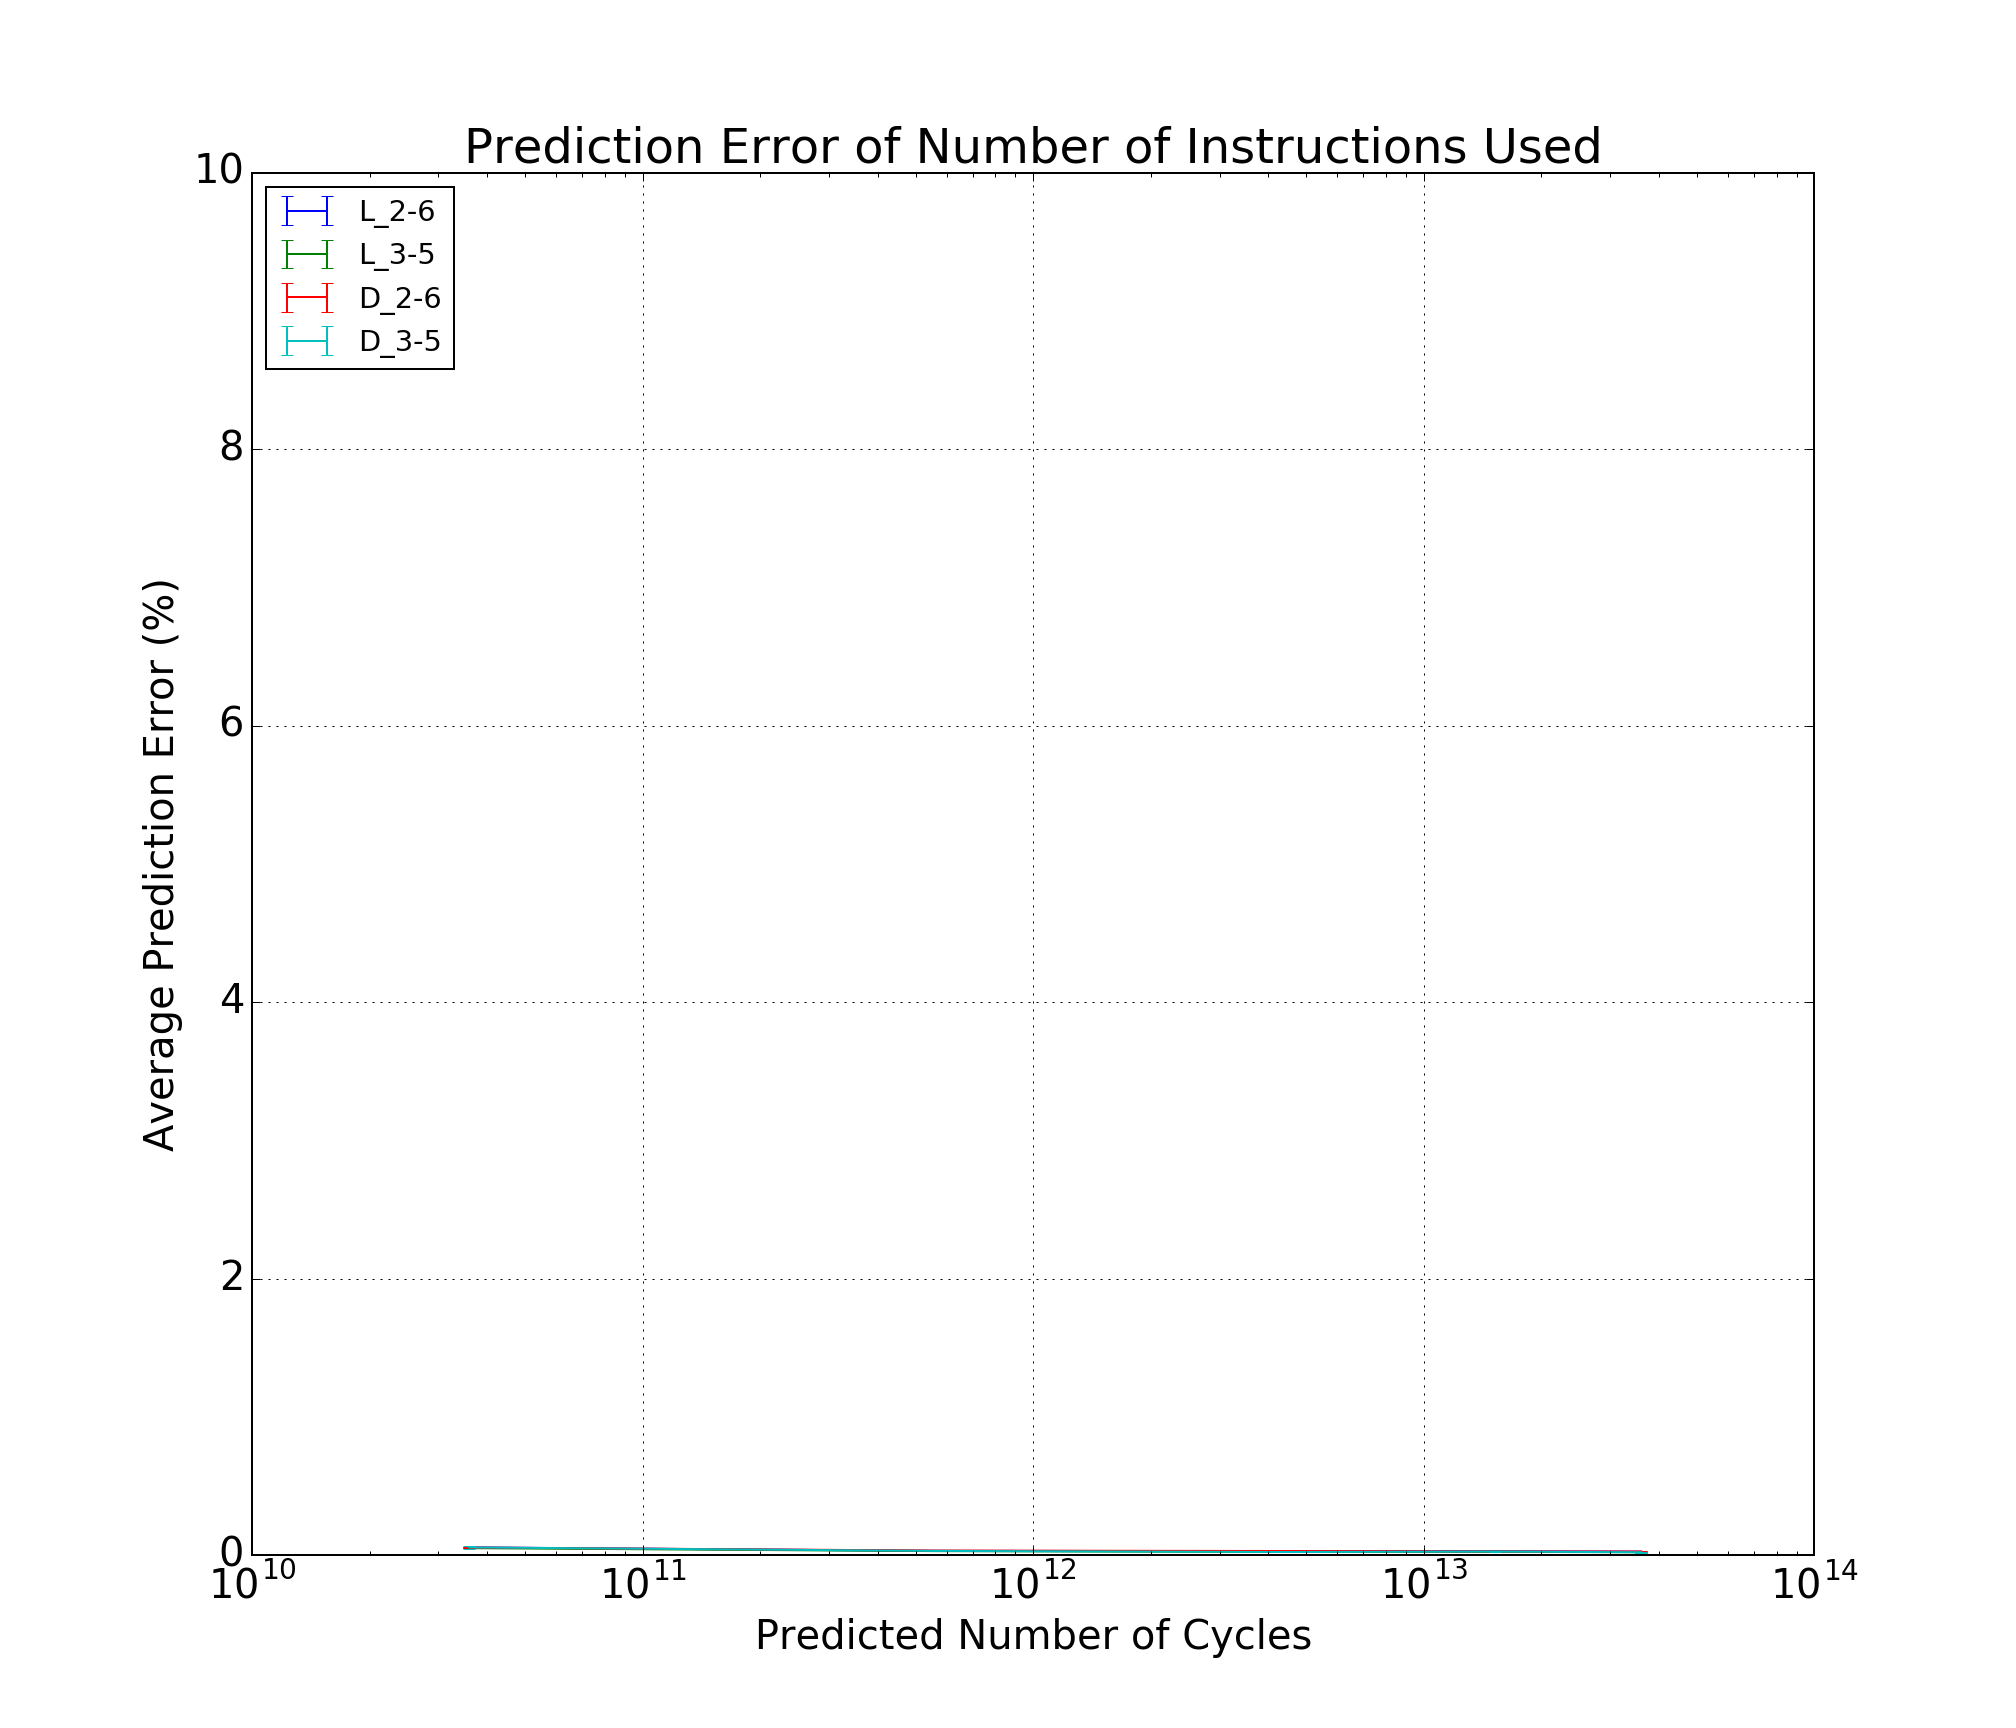 Prediction Error of Number of Instructions Used
10
L_2-6
L_3-5
D_2-6
D_3-5
8
6
4
2
0
Average Prediction Error (%)
10^10 10^11 10^12 10^13 10^14
Predicted Number of Cycles